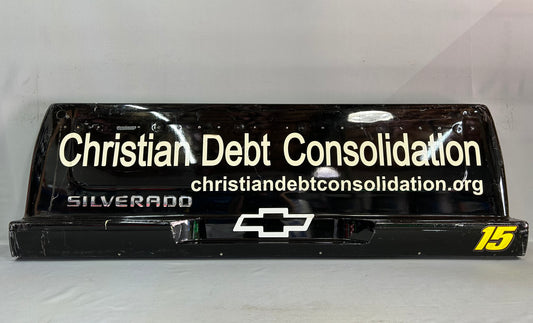 Christian Debt Consolidation
christiandebtconsolidation.org
SILVERADO
15